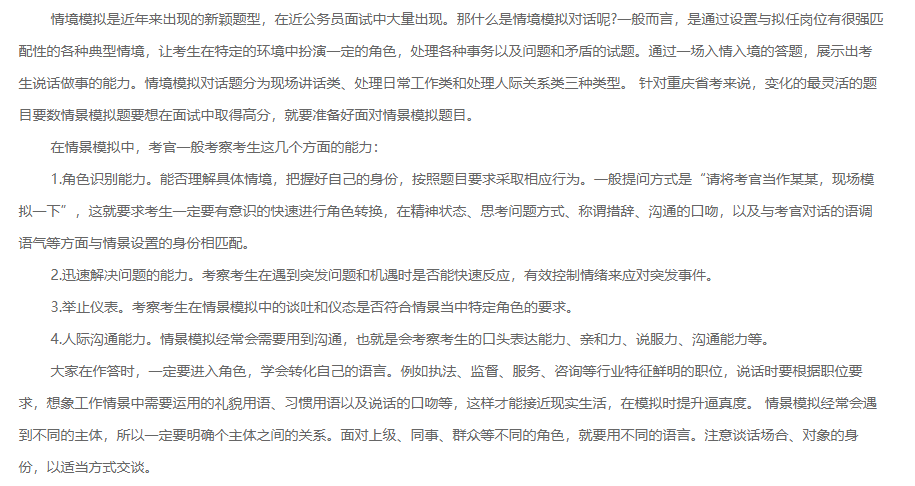 情境模拟是近年来出现的新颖题型，在近公务员面试中大量出现。那什么是情境模拟对话呢?一般而言，是通过设置与拟任岗位有很强匹
配性的各种典型情境，让考生在特定的环境中扮演一定的角色，处理各种事务以及问题和矛盾的试题。通过一场入情入境的答题，展示出考
生说话做事的能力。情境模拟对话题分为现场讲话类、处理日常工作类和处理人际关系类三种类型。 针对重庆省考来说，变化的最灵活的题
目要数情景模拟题要想在面试中取得高分，就要准备好面对情景模拟题目。
在情景模拟中，考官一般考察考生这几个方面的能力：
1.角色识别能力。能否理解具体情境，把握好自己的身份，按照题目要求采取相应行为。一般提问方式是“请将考官当作某某，现场模
拟一下”，这就要求考生一定要有意识的快速进行角色转换，在精神状态、思考问题方式、称谓措辞、沟通的口吻，以及与考官对话的语调
语气等方面与情景设置的身份相匹配。
2.迅速解决问题的能力。考察考生在遇到突发问题和机遇时是否能快速反应，有效控制情绪来应对突发事件。
3.举止仪表。考察考生在情景模拟中的谈吐和仪态是否符合情景当中特定角色的要求。
4.人际沟通能力。情景模拟经常会需要用到沟通，也就是会考察考生的口头表达能力、亲和力、说服力、沟通能力等。
大家在作答时，一定要进入角色，学会转化自己的语言。例如执法、监督、服务、咨询等行业特征鲜明的职位，说话时要根据职位要
求，想象工作情景中需要运用的礼貌用语、习惯用语以及说话的口吻等，这样才能接近现实生活，在模拟时提升逼真度。 情景模拟经常会遇
到不同的主体，所以一定要明确个主体之间的关系。面对上级、同事、群众等不同的角色，就要用不同的语言。注意谈话场合、对象的身
份，以适当方式交谈。